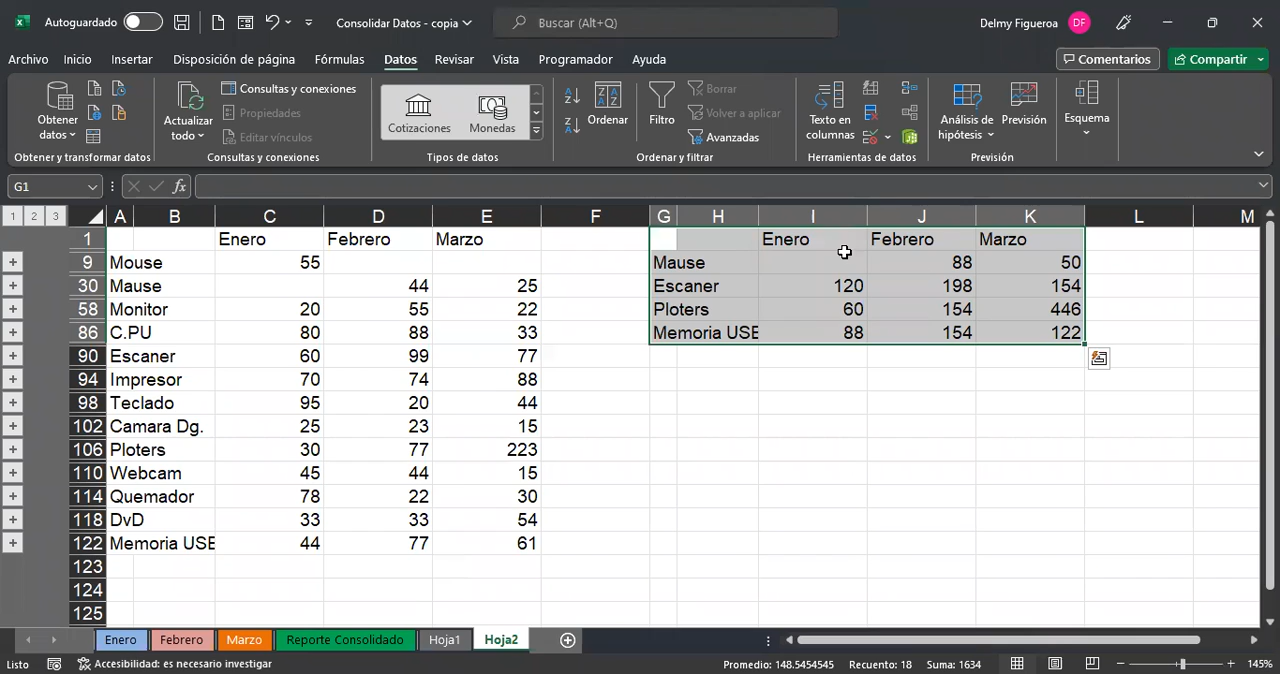 Autoguardado Consolidar Datos - copia Buscar (Alt+Q) Delmy Figueroa DF
Archivo Inicio Insertar Disposición de página Fórmulas Datos Revisar Vista Programador Ayuda Comentarios Compartir
Obtener datos
Actualizar todo
Consultas y conexiones
Propiedades
Editar vínculos
Cotizaciones Monedas
Ordenar
Filtro
Borrar
Volver a aplicar
Avanzadas
Texto en columnas
Análisis de hipótesis
Previsión
Esquema
Obtener y transformar datos Consultas y conexiones Tipos de datos Ordenar y filtrar Herramientas de datos Previsión
G1 fx
1 2 3 A B C D E F G H I J K L M
1 Enero Febrero Marzo Enero Febrero Marzo
9 Mouse 55 Mause 88 50
30 Mause 44 25 Escaner 120 198 154
58 Monitor 20 55 22 Ploters 60 154 446
86 C.PU 80 88 33 Memoria USB 88 154 122
90 Escaner 60 99 77
94 Impresor 70 74 88
98 Teclado 95 20 44
102 Camara Dg. 25 23 15
106 Ploters 30 77 223
110 Webcam 45 44 15
114 Quemador 78 22 30
118 DvD 33 33 54
122 Memoria USB 44 77 61
123
124
125
Enero Febrero Marzo Reporte Consolidado Hoja1 Hoja2
Listo Accesibilidad: es necesario investigar Promedio: 148.5454545 Recuento: 18 Suma: 1634 145%